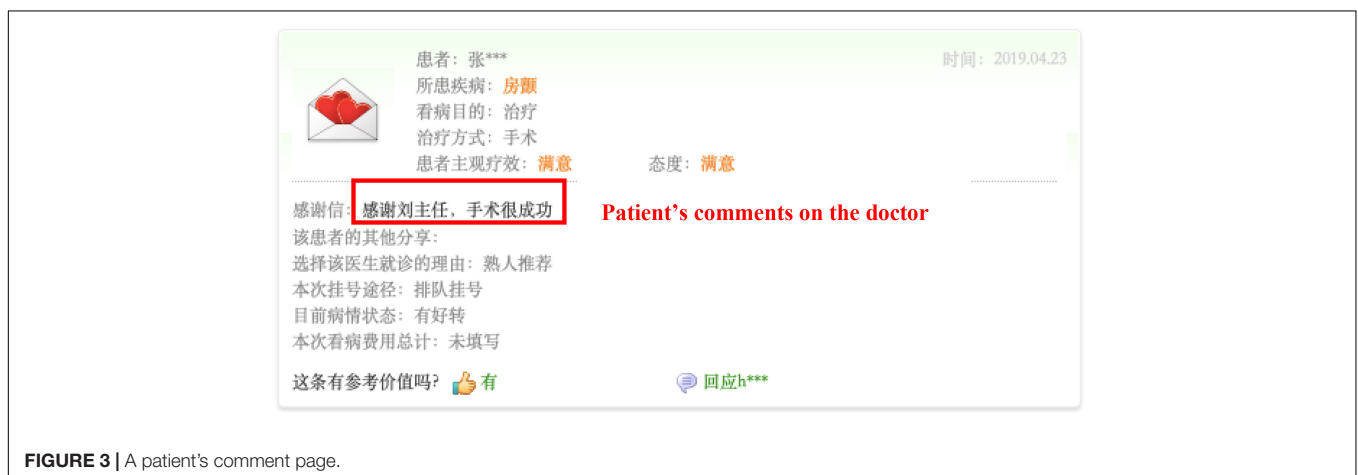 患者：张***
时间：2019.04.23
所患疾病：房颤
看病目的：治疗
治疗方式：手术
患者主观疗效：满意 态度：满意
感谢信：感谢刘主任，手术很成功
Patient's comments on the doctor
该患者的其他分享：
选择该医生就诊的理由：熟人推荐
本次挂号途径：排队挂号
目前病情状态：有好转
本次看病费用总计：未填写
这条有参考价值吗？ 有 回应h***
FIGURE 3 | A patient's comment page.